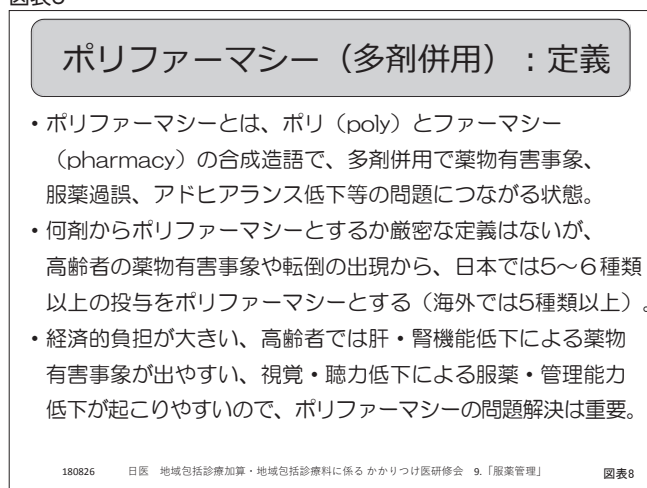 ポリファーマシー（多剤併用）：定義
・ポリファーマシーとは、ポリ（poly）とファーマシー
（pharmacy）の合成造語で、多剤併用で薬物有害事象、
服薬過誤、アドヒアランス低下等の問題につながる状態。
・何剤からポリファーマシーとするか厳密な定義はないが、
高齢者の薬物有害事象や転倒の出現から、日本では5～６種類
以上の投与をポリファーマシーとする（海外では5種類以上）。
・経済的負担が大きい、高齢者では肝・腎機能低下による薬物
有害事象が出やすい、視覚・聴力低下による服薬・管理能力
低下が起こりやすいので、ポリファーマシーの問題解決は重要。
180826 日医 地域包括診療加算・地域包括診療料に係る かかりつけ医研修会 9.「服薬管理」 図表8